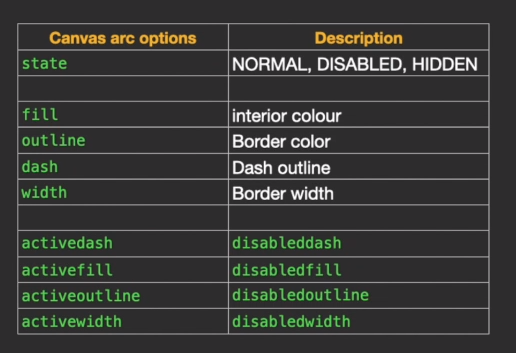 Canvas arc options Description
state NORMAL, DISABLED, HIDDEN
fill interior colour
outline Border color
dash Dash outline
width Border width
activedash disableddash
activefill disabledfill
activeoutline disabledoutline
activewidth disabledwidth